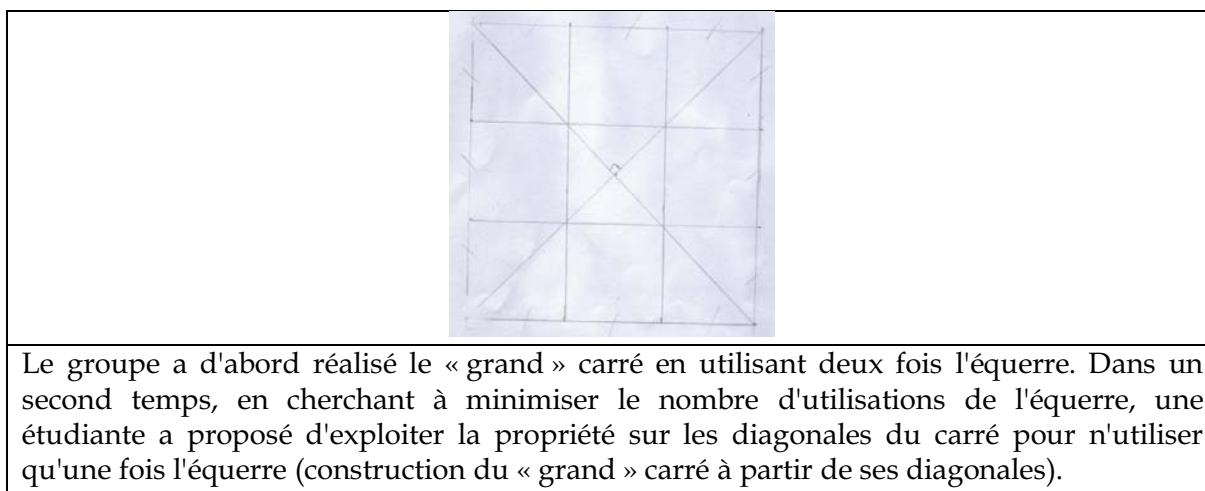 Le groupe a d'abord réalisé le « grand » carré en utilisant deux fois l'équerre. Dans un
second temps, en cherchant à minimiser le nombre d'utilisations de l'équerre, une
étudiante a proposé d'exploiter la propriété sur les diagonales du carré pour n'utiliser
qu'une fois l'équerre (construction du « grand » carré à partir de ses diagonales).